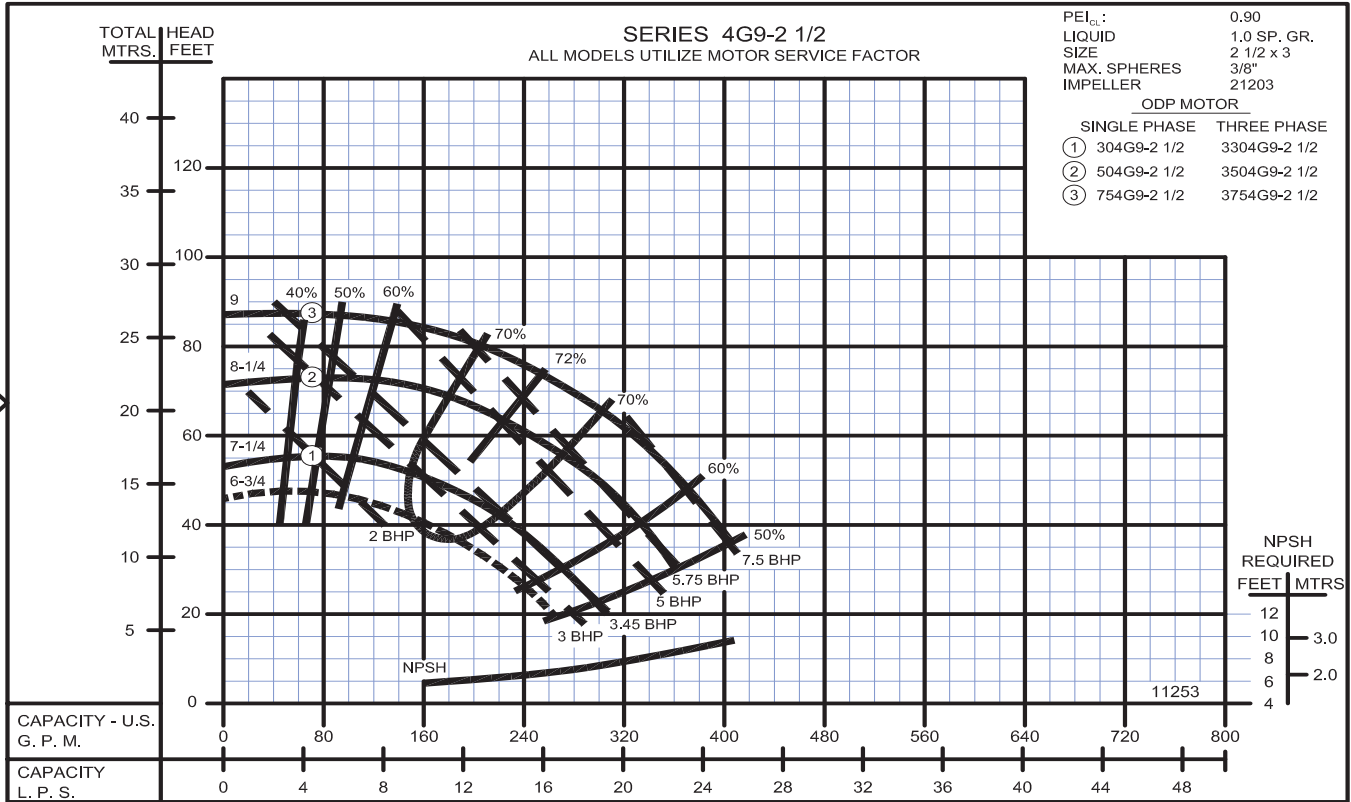 SERIES 4G9-2 1/2
ALL MODELS UTILIZE MOTOR SERVICE FACTOR
PEICL: 0.90
LIQUID 1.0 SP. GR.
SIZE 2 1/2 x 3
MAX. SPHERES 3/8"
IMPELLER 21203
ODP MOTOR
SINGLE PHASE THREE PHASE
1 304G9-2 1/2 3304G9-2 1/2
2 504G9-2 1/2 3504G9-2 1/2
3 754G9-2 1/2 3754G9-2 1/2
TOTAL HEAD
MTRS. FEET
40
120
35
100
30
25
80
20
60
15
40
10
20
5
0
9
8-1/4
7-1/4
6-3/4
40%
50%
60%
70%
72%
70%
60%
50%
3
2
1
2 BHP
7.5 BHP
5.75 BHP
5 BHP
3.45 BHP
3 BHP
NPSH
NPSH
REQUIRED
FEET MTRS
12
10
3.0
8
6
2.0
4
11253
CAPACITY - U.S.
G. P. M.
0 80 160 240 320 400 480 560 640 720 800
CAPACITY
L. P. S.
0 4 8 12 16 20 24 28 32 36 40 44 48